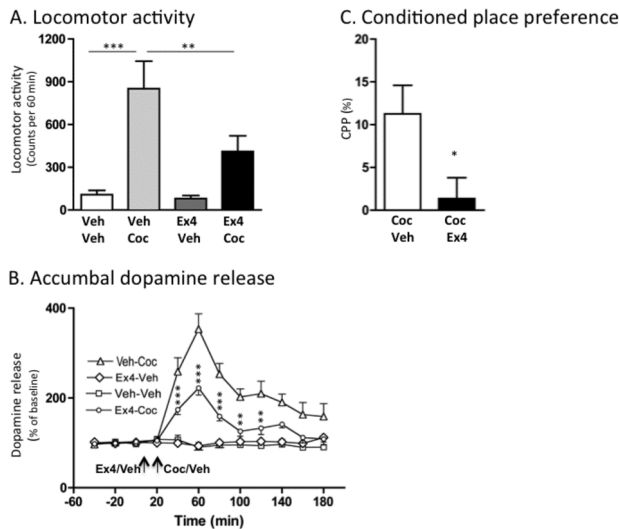 A. Locomotor activity
1200
900
600
300
0
Locomotor activity
(Counts per 60 min)
***
**
Veh Veh Ex4 Ex4
Veh Coc Veh Coc
C. Conditioned place preference
20
15
10
5
0
CPP (%)
*
Coc Coc
Veh Ex4
B. Accumbal dopamine release
400
200
0
Dopamine release
(% of baseline)
Veh-Coc
Ex4-Veh
Veh-Veh
Ex4-Coc
***
***
***
**
**
Ex4/Veh Coc/Veh
-60 -20 20 60 100 140 180
Time (min)